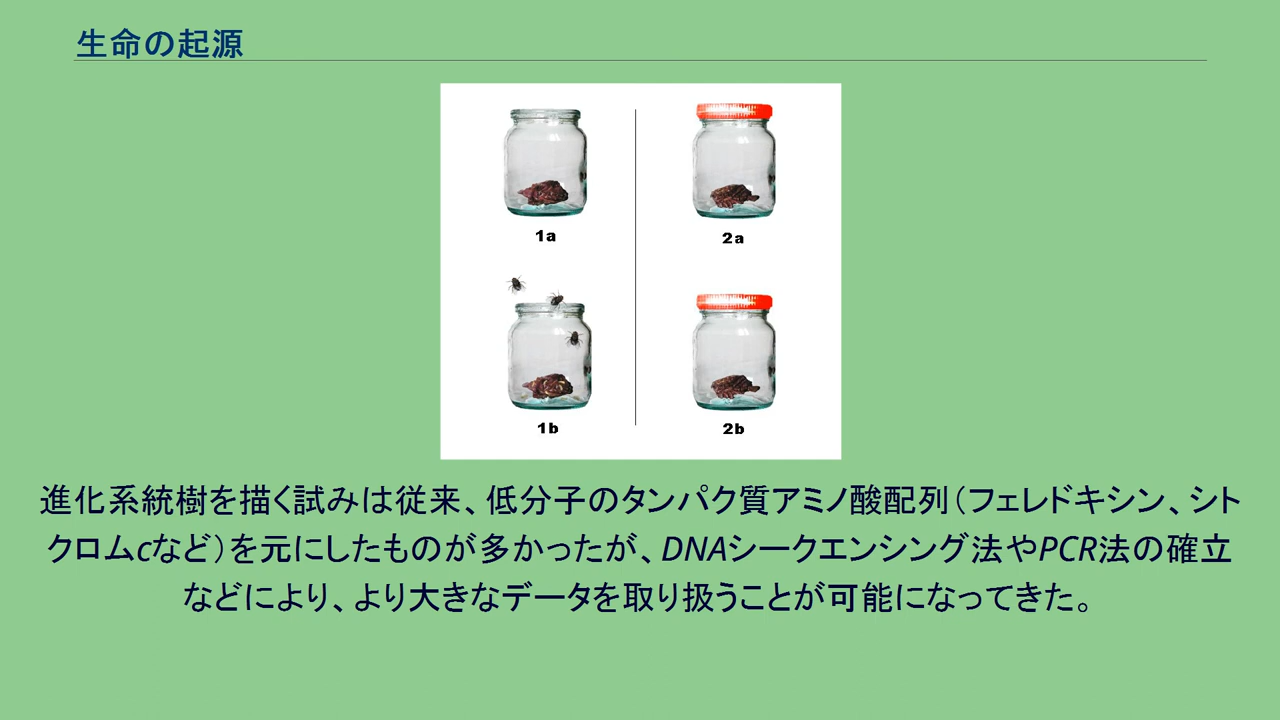 生命の起源
1a
2a
1b
2b
進化系統樹を描く試みは従来、低分子のタンパク質アミノ酸配列（フェレドキシン、シト
クロムcなど）を元にしたものが多かったが、DNAシークエンシング法やPCR法の確立
などにより、より大きなデータを取り扱うことが可能になってきた。